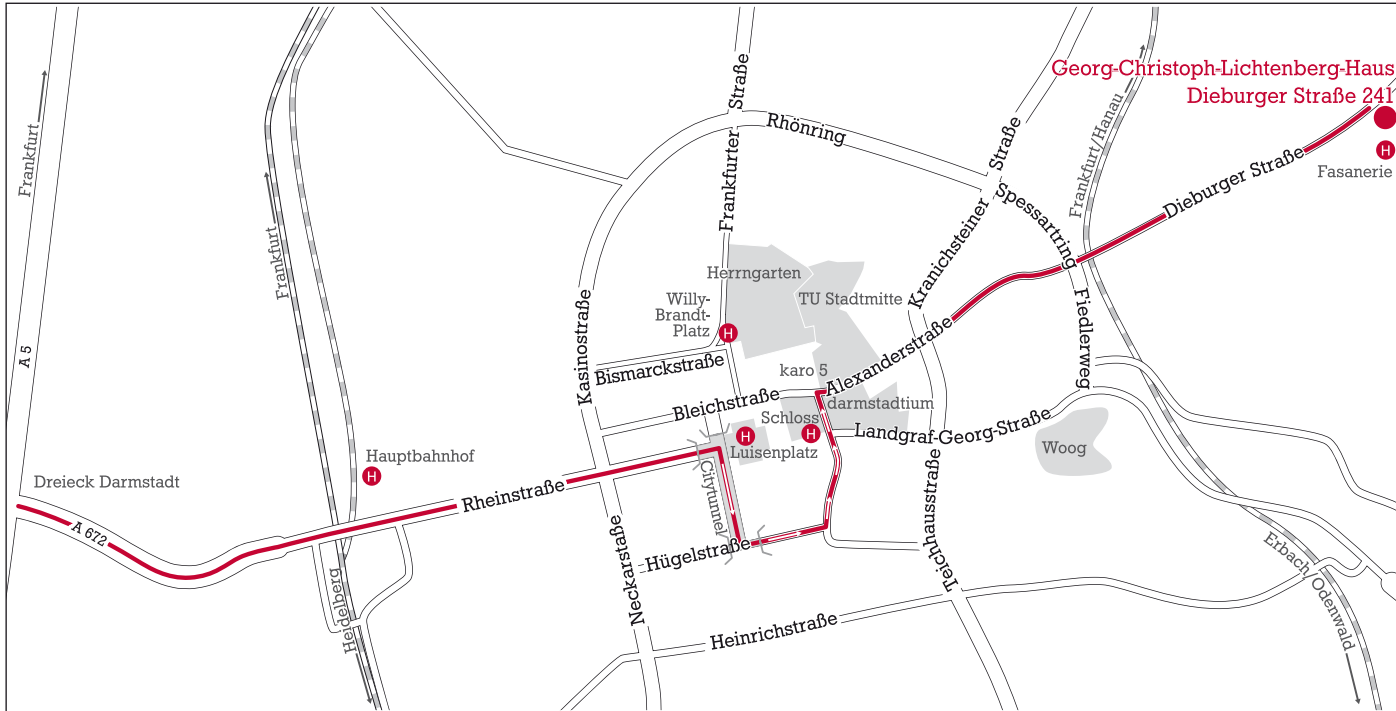 Georg-Christoph-Lichtenberg-Haus
Dieburger Straße 241
H
Fasanerie
Dieburger Straße
Frankfurt/Hanau
Kranichsteiner Straße
Spessartring
Rhönring
Frankfurter Straße
Frankfurt
Frankfurt
A 5
Herrngarten
TU Stadtmitte
Willy-
Brandt-
Platz
H
Kasinostraße
Bismarckstraße
Fiedlerweg
karo 5
Alexanderstraße
Bleichstraße
darmstadtium
Schloss
H
Landgraf-Georg-Straße
H
Luisenplatz
Woog
Hauptbahnhof
H
Dreieck Darmstadt
Rheinstraße
Citytunnel
A 672
Teichhausstraße
Hügelstraße
Neckarstaße
Heidelberg
Heinrichstraße
Erbach/Odenwald